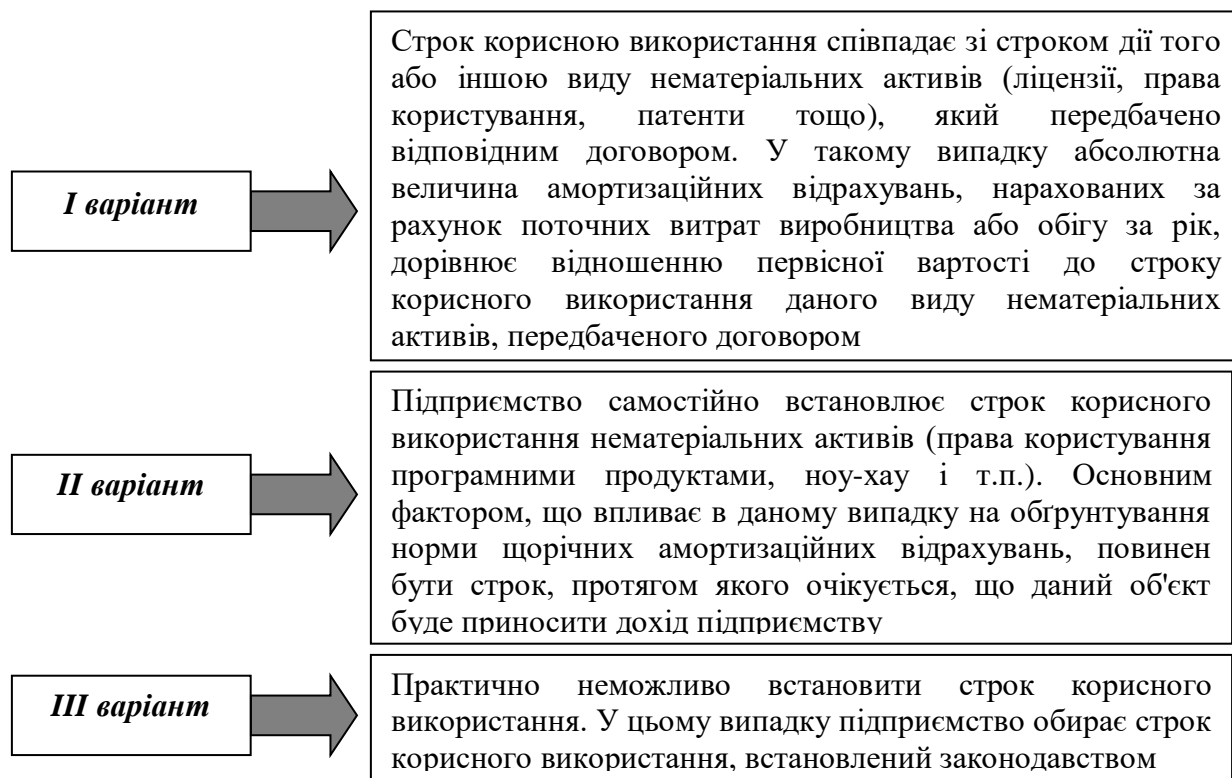 Строк корисною використання співпадає зі строком дії того
або іншою виду нематеріальних активів (ліцензії, права
користування, патенти тощо), який передбачено
відповідним договором. У такому випадку абсолютна
величина амортизаційних відрахувань, нарахованих за
рахунок поточних витрат виробництва або обігу за рік,
дорівнює відношенню первісної вартості до строку
корисного використання даного виду нематеріальних
активів, передбаченого договором
I варіант
Підприємство самостійно встановлює строк корисного
використання нематеріальних активів (права користування
програмними продуктами, ноу-хау і т.п.). Основним
фактором, що впливає в даному випадку на обґрунтування
норми щорічних амортизаційних відрахувань, повинен
бути строк, протягом якого очікується, що даний об'єкт
буде приносити дохід підприємству
II варіант
Практично неможливо встановити строк корисного
використання. У цьому випадку підприємство обирає строк
корисного використання, встановлений законодавством
III варіант